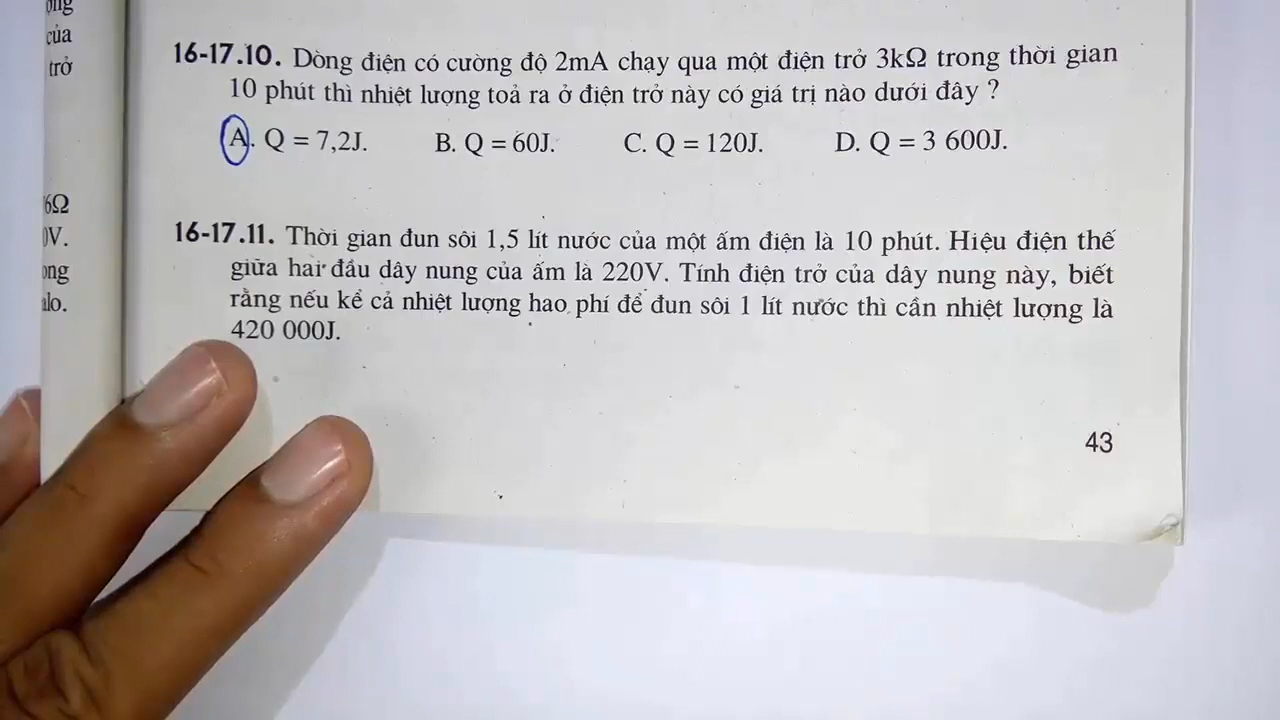 của
trở
6Ω
0V.
16-17.10. Dòng điện có cường độ 2mA chạy qua một điện trở 3kΩ trong thời gian
10 phút thì nhiệt lượng toả ra ở điện trở này có giá trị nào dưới đây ?
A. Q = 7,2J. B. Q = 60J. C. Q = 120J. D. Q = 3 600J.
16-17.11. Thời gian đun sôi 1,5 lít nước của một ấm điện là 10 phút. Hiệu điện thế
giữa hai đầu dây nung của ấm là 220V. Tính điện trở của dây nung này, biết
rằng nếu kể cả nhiệt lượng hao phí để đun sôi 1 lít nước thì cần nhiệt lượng là
420 000J.
43